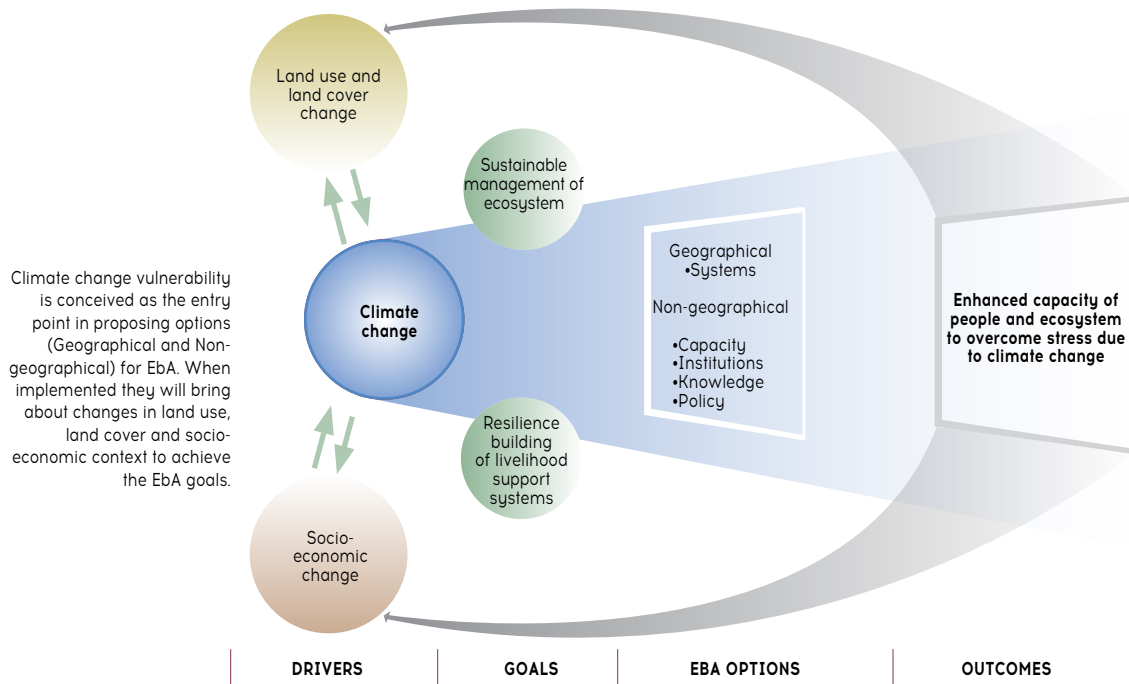 Land use and
land cover
change
Sustainable
management of
ecosystem
Climate change vulnerability
is conceived as the entry
point in proposing options
(Geographical and Non-
geographical) for EbA. When
implemented they will bring
about changes in land use,
land cover and socio-
economic context to achieve
the EbA goals.
Climate
change
Geographical
•Systems
Non-geographical
•Capacity
•Institutions
•Knowledge
•Policy
Enhanced capacity of
people and ecosystem
to overcome stress due
to climate change
Resilience
building
of livelihood
support
systems
Socio-
economic
change
DRIVERS
GOALS
EBA OPTIONS
OUTCOMES